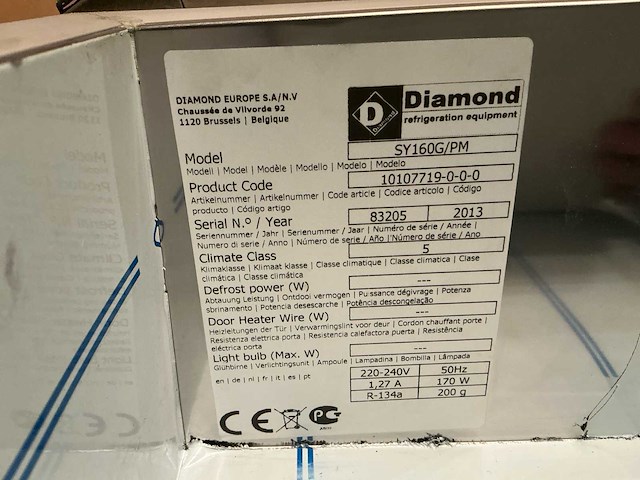 DIAMOND EUROPE S.A/N.V
Chaussée de Vilvorde 92
1120 Brussels | Belgique
D
Diamond
refrigeration equipment
Model
SY160G/PM
Modell | Model | Modèle | Modello | Modelo | Modelo
Product Code
10107719-0-0-0
Artikelnummer | Artikelnummer | Code article | Codice articolo | Código
produto | Código artigo
Serial N.º / Year
83205
2013
Seriennummer / Jahr | Serienummer / Jaar | Numéro de série / Année |
Numero di serie / Anno | Número de serie / Año | Número de série / Ano
Climate Class
5
Klimaklasse | Klimaat klasse | Classe climatique | Classe climatica | Clase
climática | Classe climática
Defrost power (W)
---
Abtauung Leistung | Ontdooi vermogen | Puissance dégivrage | Potenza
sbrinamento | Potencia desescarche | Potência descongelação
Door Heater Wire (W)
---
Heizleitungen der Tür | Verwarmingslint voor deur | Cordon chauffant porte |
Resistenza elettrica porta | Resistencia calefactora puerta | Resistência
eléctrica porta
Light bulb (Max. W)
---
Glühbirne | Verlichtingsunit | Ampoule | Lampadina | Bombilla | Lâmpada
en | de | nl | fr | it | es | pt
220-240V
50Hz
1,27 A
170 W
R-134a
200 g
CE